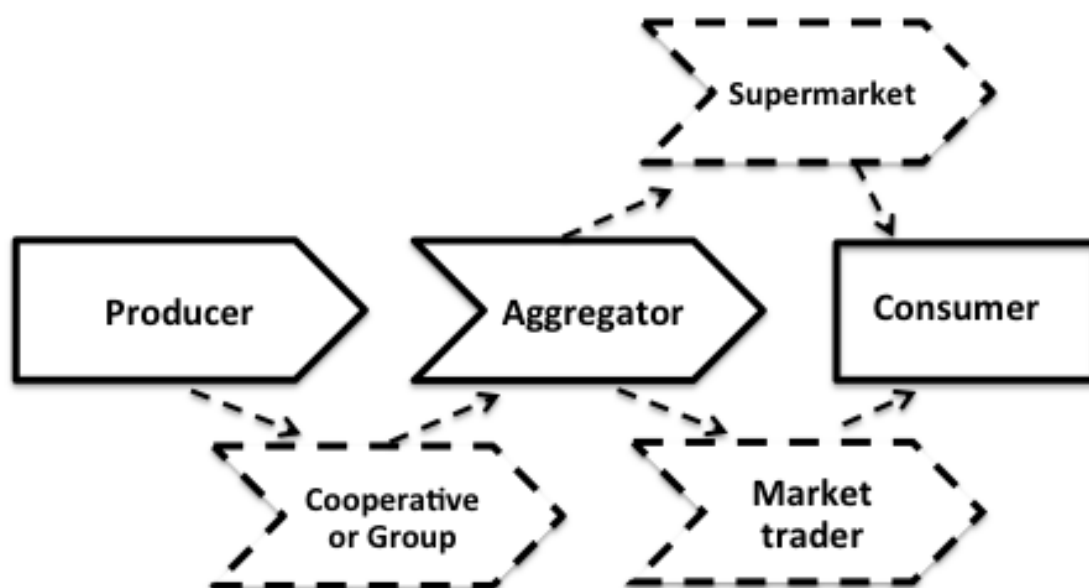 Supermarket
Producer
Aggregator
Consumer
Cooperative
or Group
Market
trader